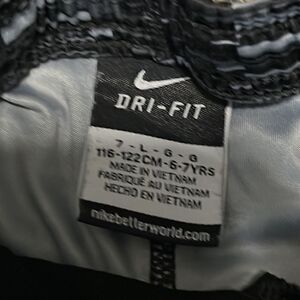 DRI-FIT
7 - L - G - G
116-122CM-6-7YRS
MADE IN VIETNAM
FABRIQUÉ AU VIETNAM
HECHO EN VIETNAM
nikebetterworld.com